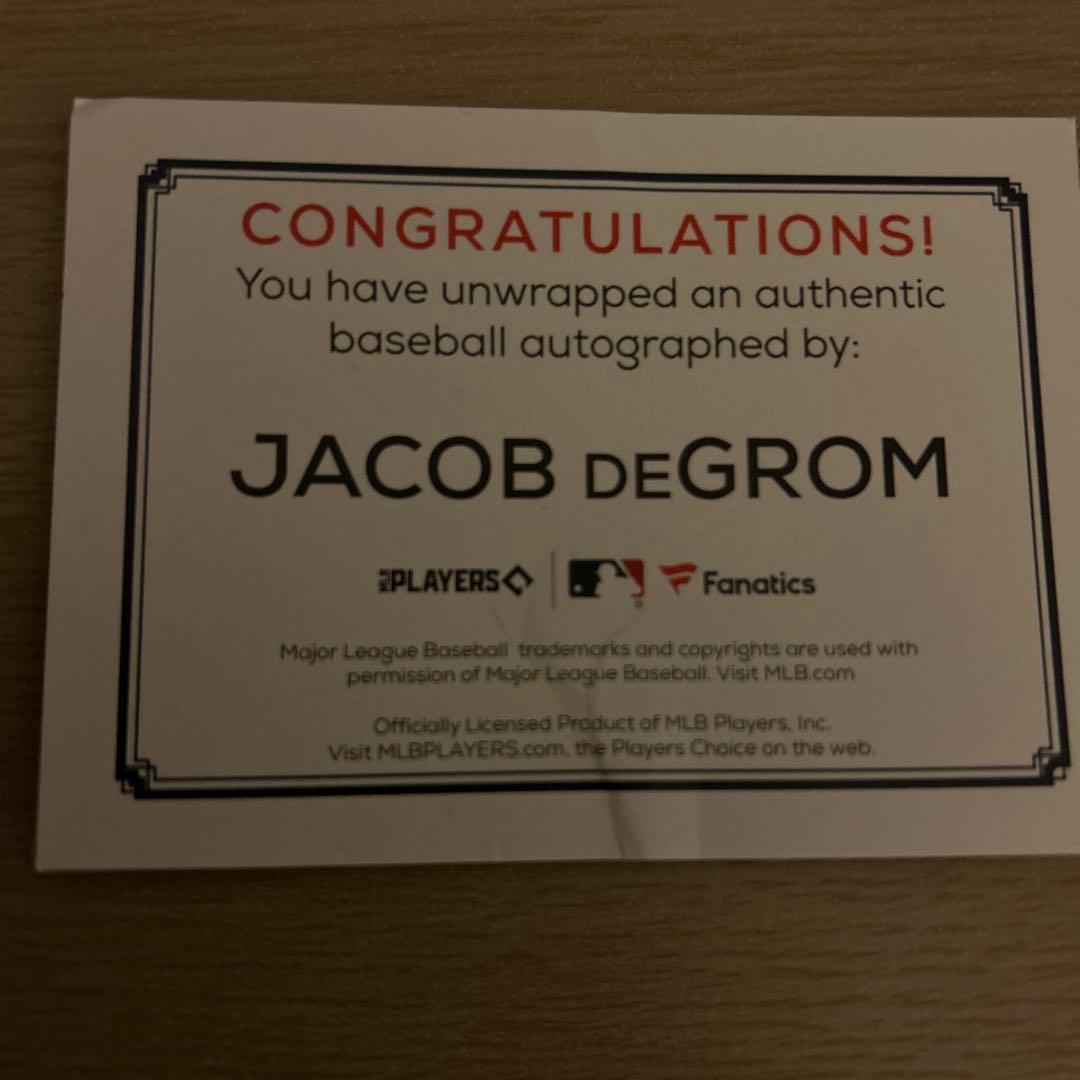 CONGRATULATIONS!
You have unwrapped an authentic
baseball autographed by:
JACOB DEGROM
MLB PLAYERS Fanatics
Major League Baseball trademarks and copyrights are used with
permission of Major League Baseball. Visit MLB.com
Officially Licensed Product of MLB Players, Inc.
Visit MLBPLAYERS.com, the Players Choice on the web.